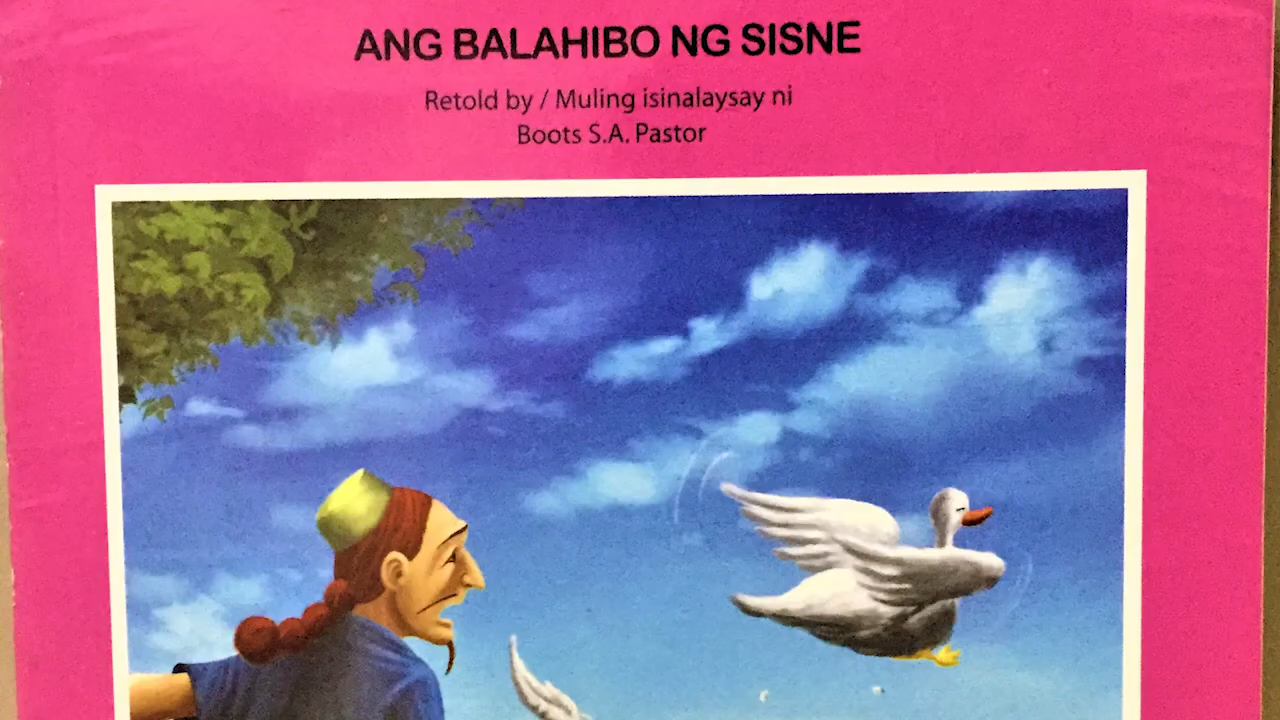 ANG BALAHIBO NG SISNE
Retold by / Muling isinalaysay ni
Boots S.A. Pastor